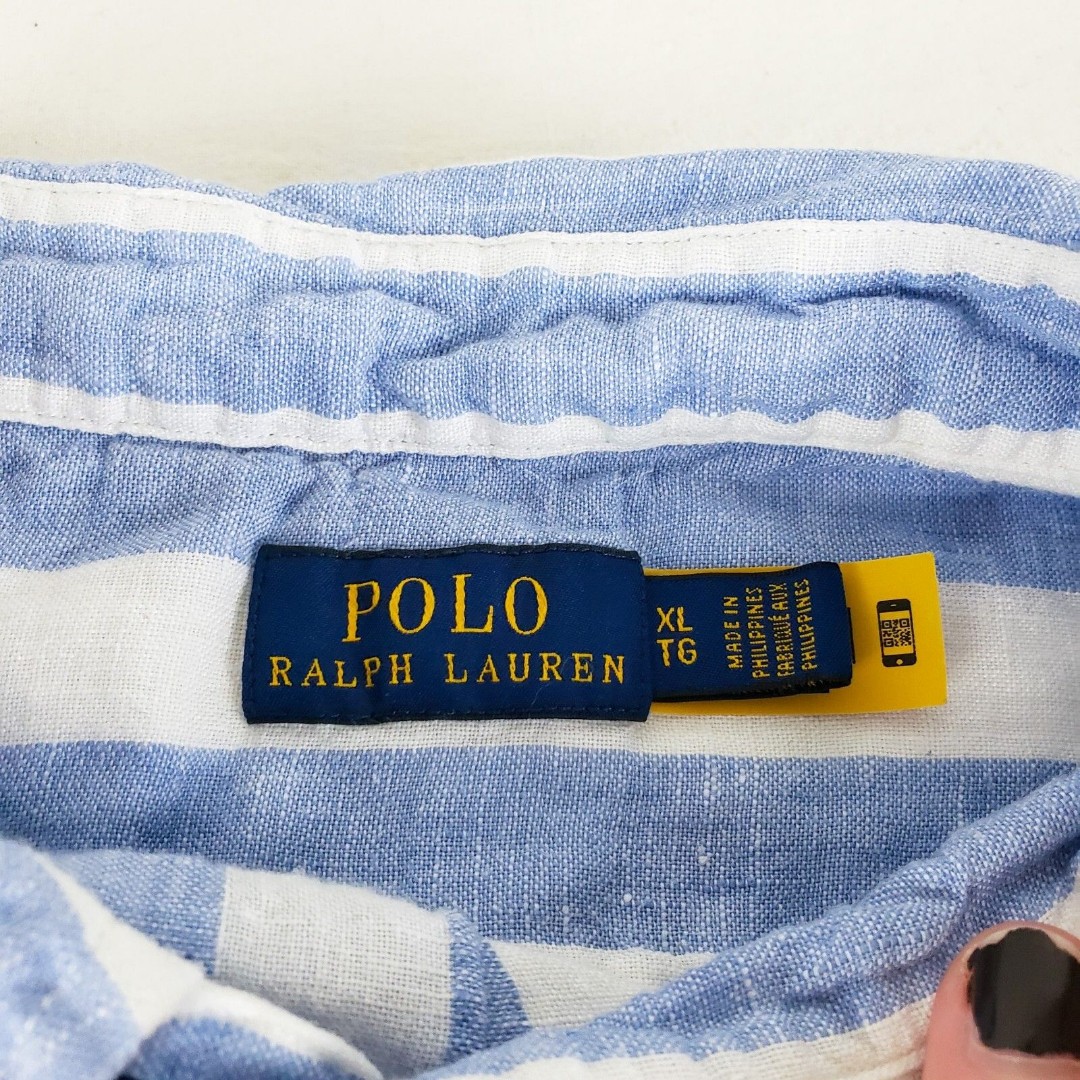 POLO
RALPH LAUREN
XL
TG
MADE IN
PHILIPPINES
FABRIQUÉ AUX
PHILIPPINES